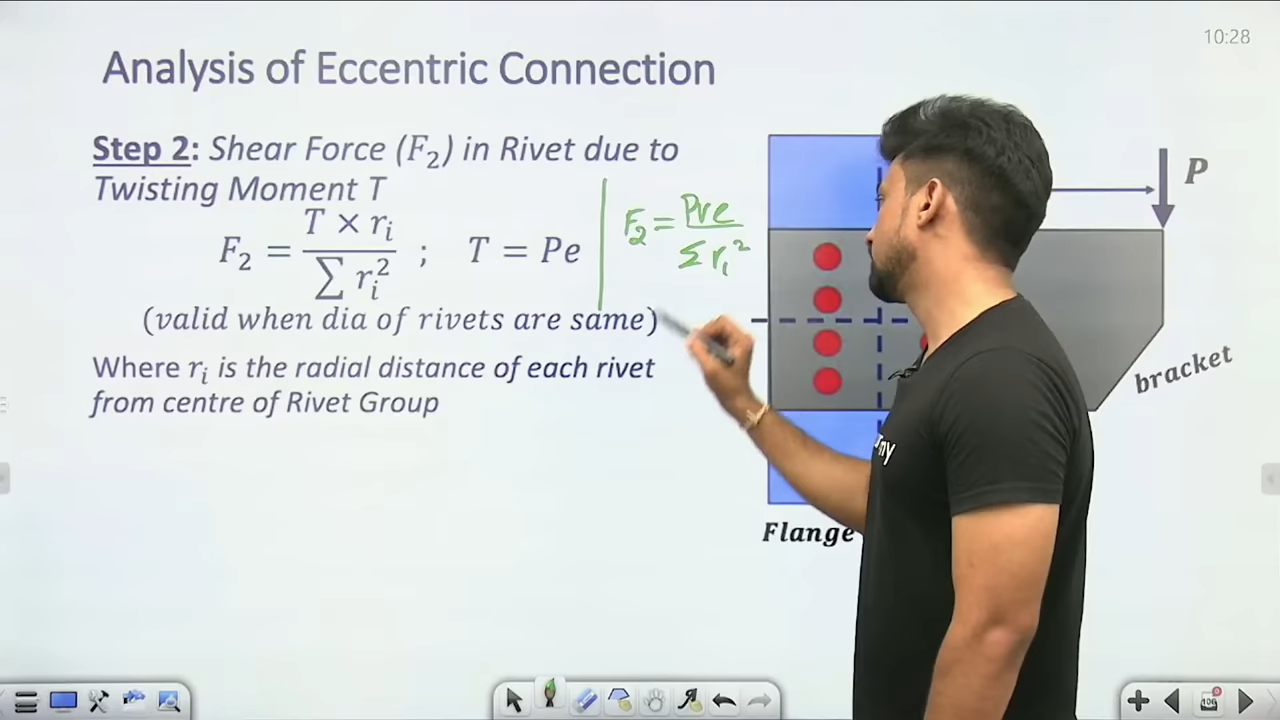 10:28
Analysis of Eccentric Connection
Step 2: Shear Force (F₂) in Rivet due to
Twisting Moment T
F₂ = T × rᵢ / ∑ rᵢ² ; T = Pe
F₂ = Pre / Σ r₁²
(valid when dia of rivets are same)
Where rᵢ is the radial distance of each rivet
from centre of Rivet Group
P
bracket
Flange